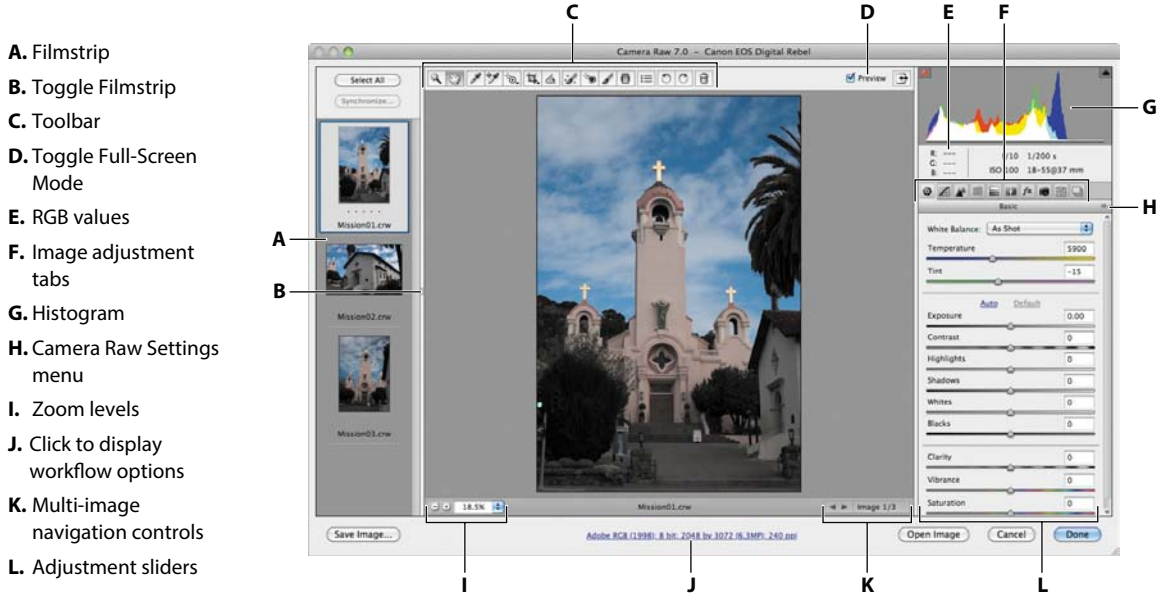 A. Filmstrip
B. Toggle Filmstrip
C. Toolbar
D. Toggle Full-Screen
Mode
E. RGB values
F. Image adjustment
tabs
G. Histogram
H. Camera Raw Settings
menu
I. Zoom levels
J. Click to display
workflow options
K. Multi-image
navigation controls
L. Adjustment sliders
C
D
E
F
Camera Raw 7.0 – Canon EOS Digital Rebel
Select All
Synchronize...
Preview
G
R: ---
G: ---
B: ---
f/10 1/200 s
ISO 100 18-55@37 mm
Basic
H
Mission01.crw
A
B
Mission02.crw
Mission03.crw
White Balance: As Shot
Temperature 5900
Tint -15
Auto Default
Exposure 0.00
Contrast 0
Highlights 0
Shadows 0
Whites 0
Blacks 0
Clarity 0
Vibrance 0
Saturation 0
18.5%
Mission01.crw
Image 1/3
Save Image...
Adobe RGB (1998); 8 bit; 2048 by 3072 (6.3MP); 240 ppi
Open Image
Cancel
Done
I
J
K
L